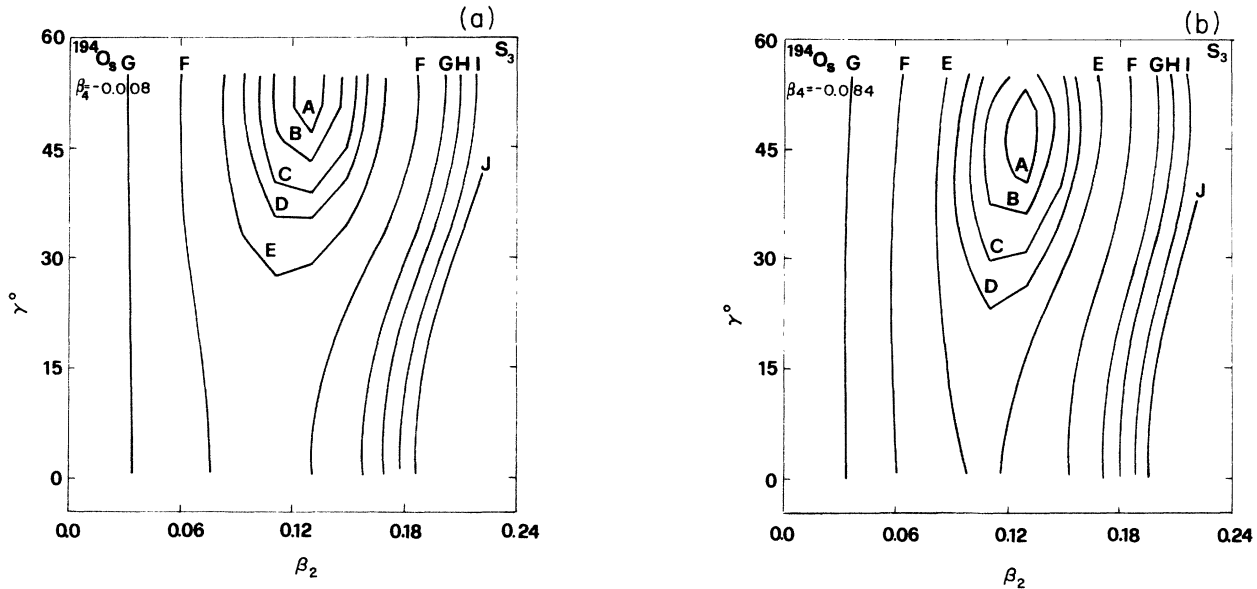 (a)
60
45
30
15
0
γ°
194Os G F F G H I S3
β4=-0.008
A
B
C
D
E
J
0.0 0.06 0.12 0.18 0.24
β2
(b)
60
45
30
15
0
γ°
194Os G F E E F G H I S3
β4=-0.084
A
B
C
D
J
0.0 0.06 0.12 0.18 0.24
β2